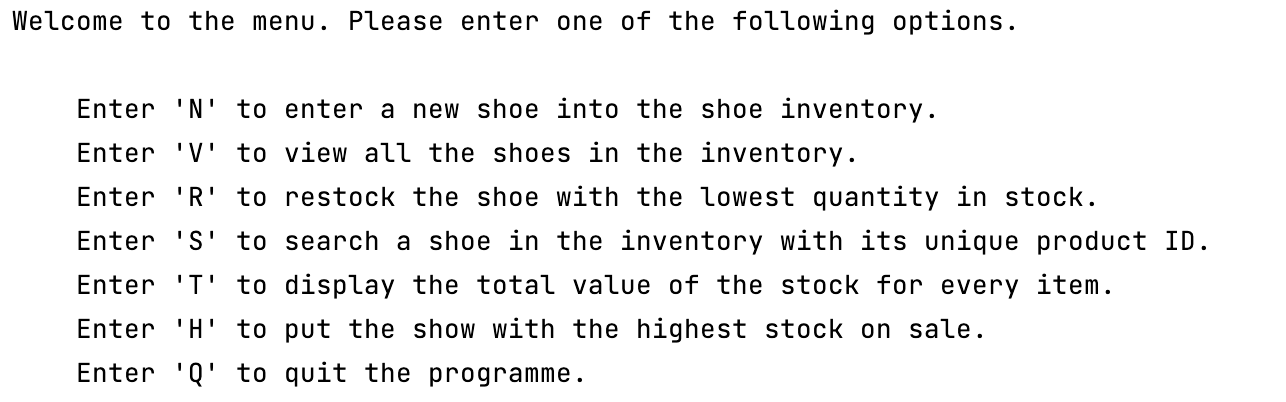 Welcome to the menu. Please enter one of the following options.
Enter 'N' to enter a new shoe into the shoe inventory.
Enter 'V' to view all the shoes in the inventory.
Enter 'R' to restock the shoe with the lowest quantity in stock.
Enter 'S' to search a shoe in the inventory with its unique product ID.
Enter 'T' to display the total value of the stock for every item.
Enter 'H' to put the show with the highest stock on sale.
Enter 'Q' to quit the programme.